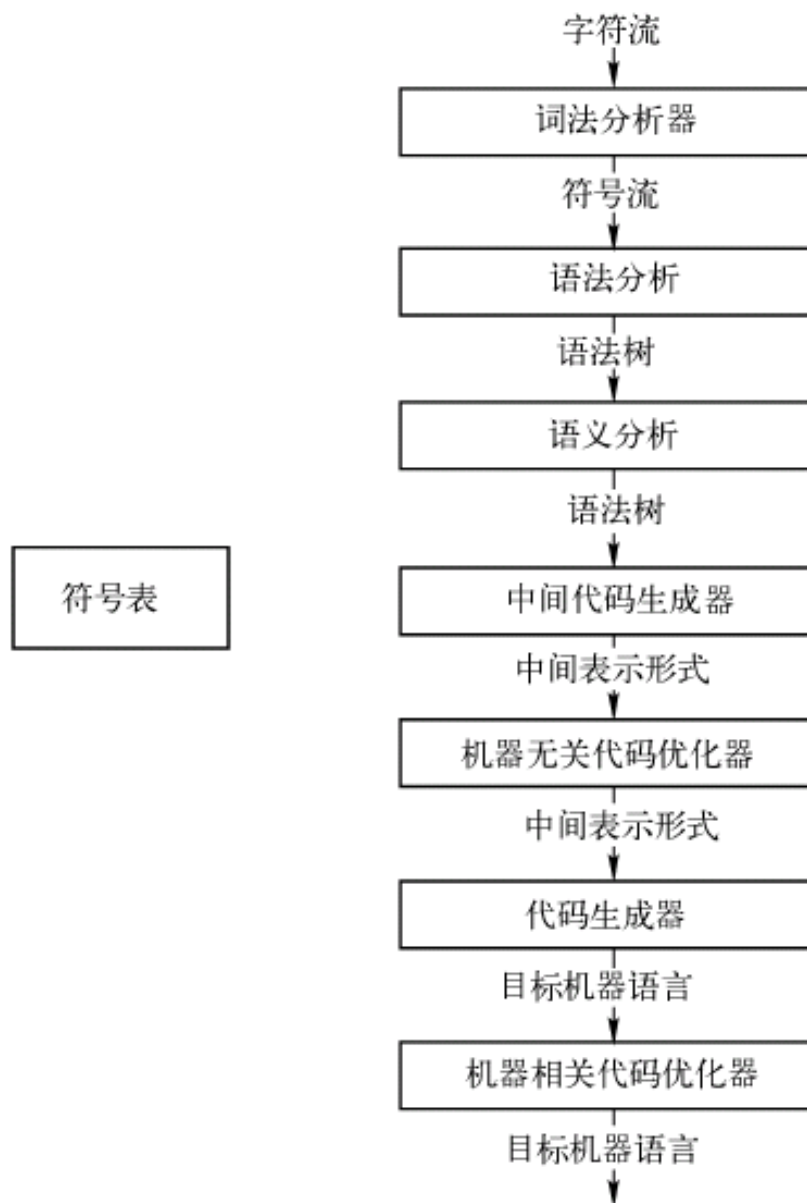 字符流
词法分析器
符号流
语法分析
语法树
语义分析
语法树
符号表
中间代码生成器
中间表示形式
机器无关代码优化器
中间表示形式
代码生成器
目标机器语言
机器相关代码优化器
目标机器语言